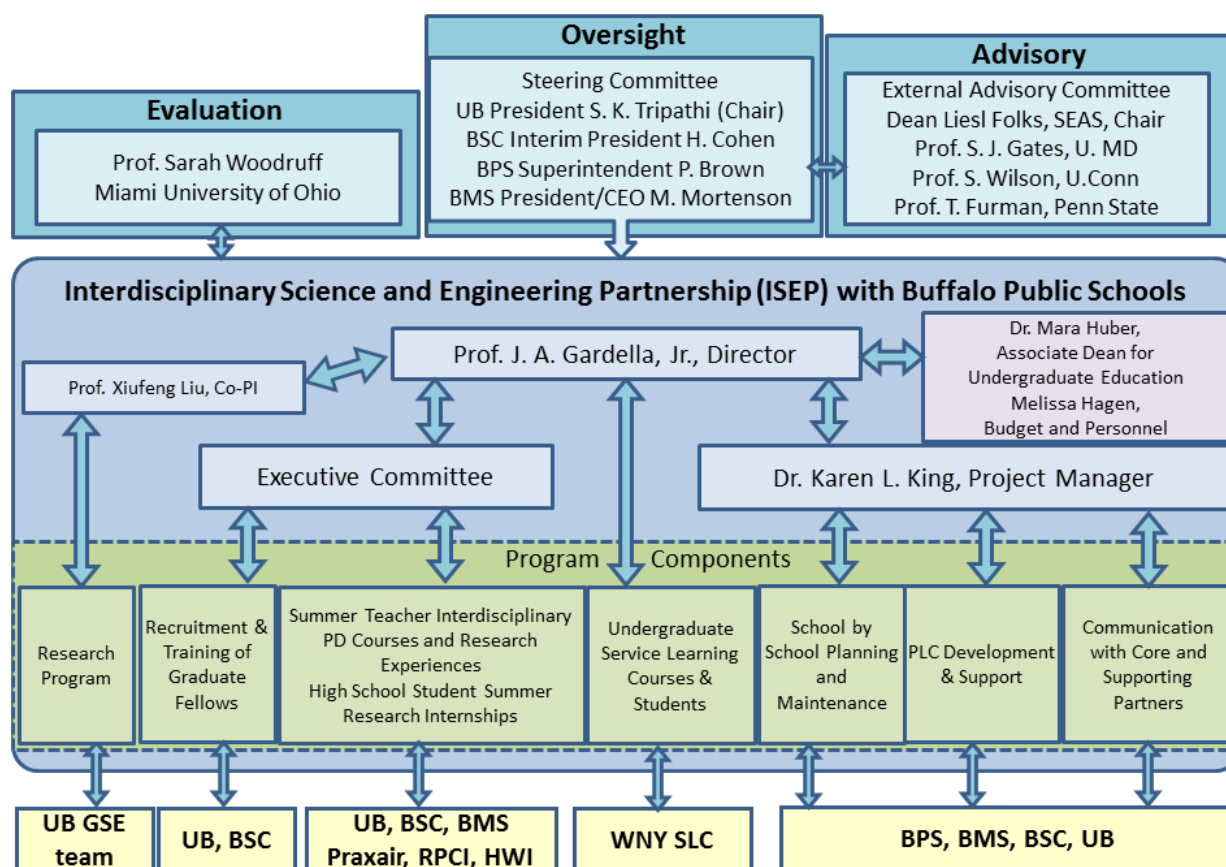 Oversight
Steering Committee
UB President S. K. Tripathi (Chair)
BSC Interim President H. Cohen
BPS Superintendent P. Brown
BMS President/CEO M. Mortenson
Advisory
External Advisory Committee
Dean Liesl Folks, SEAS, Chair
Prof. S. J. Gates, U. MD
Prof. S. Wilson, U.Conn
Prof. T. Furman, Penn State
Evaluation
Prof. Sarah Woodruff
Miami University of Ohio
Interdisciplinary Science and Engineering Partnership (ISEP) with Buffalo Public Schools
Prof. J. A. Gardella, Jr., Director
Dr. Mara Huber,
Associate Dean for
Undergraduate Education
Melissa Hagen,
Budget and Personnel
Prof. Xiufeng Liu, Co-PI
Executive Committee
Dr. Karen L. King, Project Manager
Program Components
Research
Program
Recruitment &
Training of
Graduate
Fellows
Summer Teacher Interdisciplinary
PD Courses and Research
Experiences
High School Student Summer
Research Internships
Undergraduate
Service Learning
Courses &
Students
School by
School Planning
and
Maintenance
PLC Development
& Support
Communication
with Core and
Supporting
Partners
UB GSE
team
UB, BSC
UB, BSC, BMS
Praxair, RPCI, HWI
WNY SLC
BPS, BMS, BSC, UB